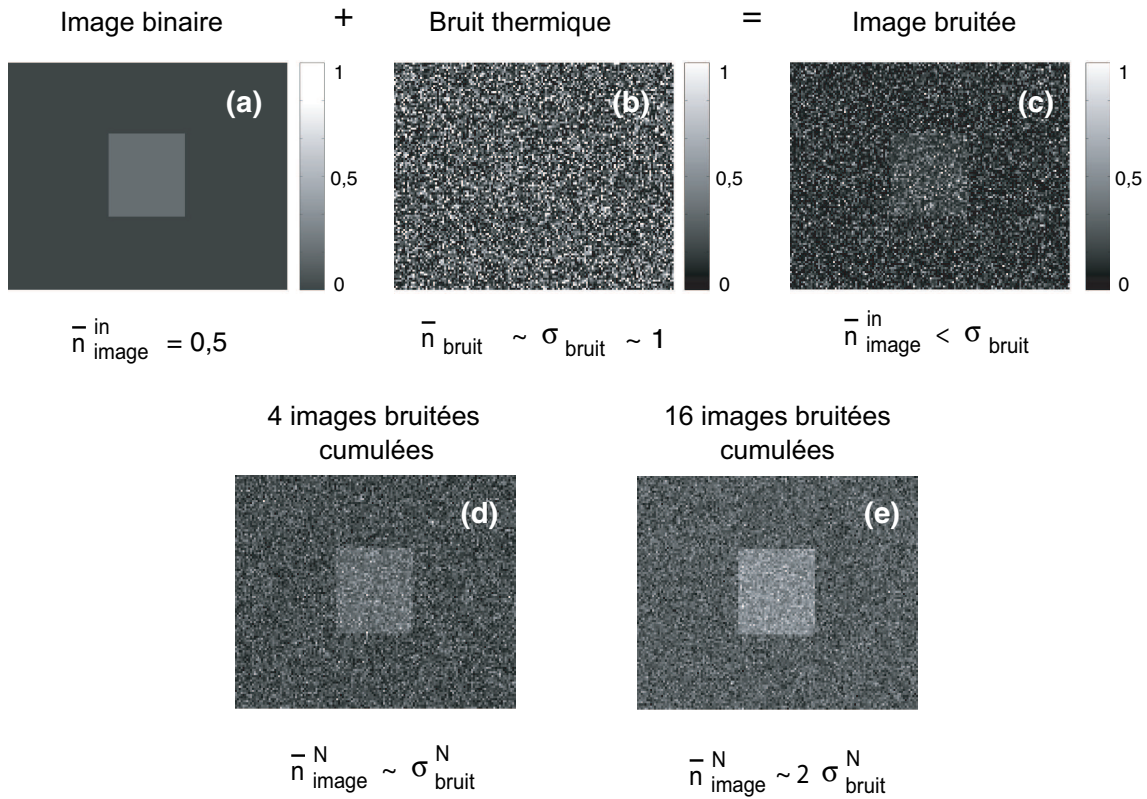 Image binaire + Bruit thermique = Image bruitée
(a) 1 0,5 0
(b) 1 0,5 0
(c) 1 0,5 0
n̄ in image = 0,5
n̄ bruit ~ σ bruit ~ 1
n̄ in image < σ bruit
4 images bruitées
cumulées
16 images bruitées
cumulées
(d)
(e)
n̄ N image ~ σ N bruit
n̄ N image ~ 2 σ N bruit